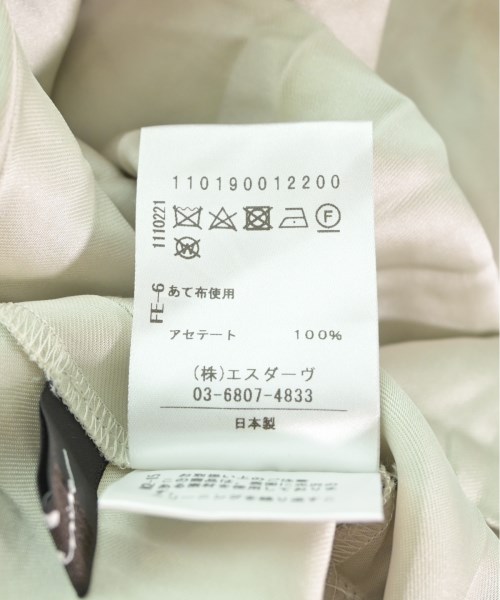 110190012200
1110221
F
W
FE-6
あて布使用
アセテート 100%
(株)エスダーヴ
03-6807-4833
日本製